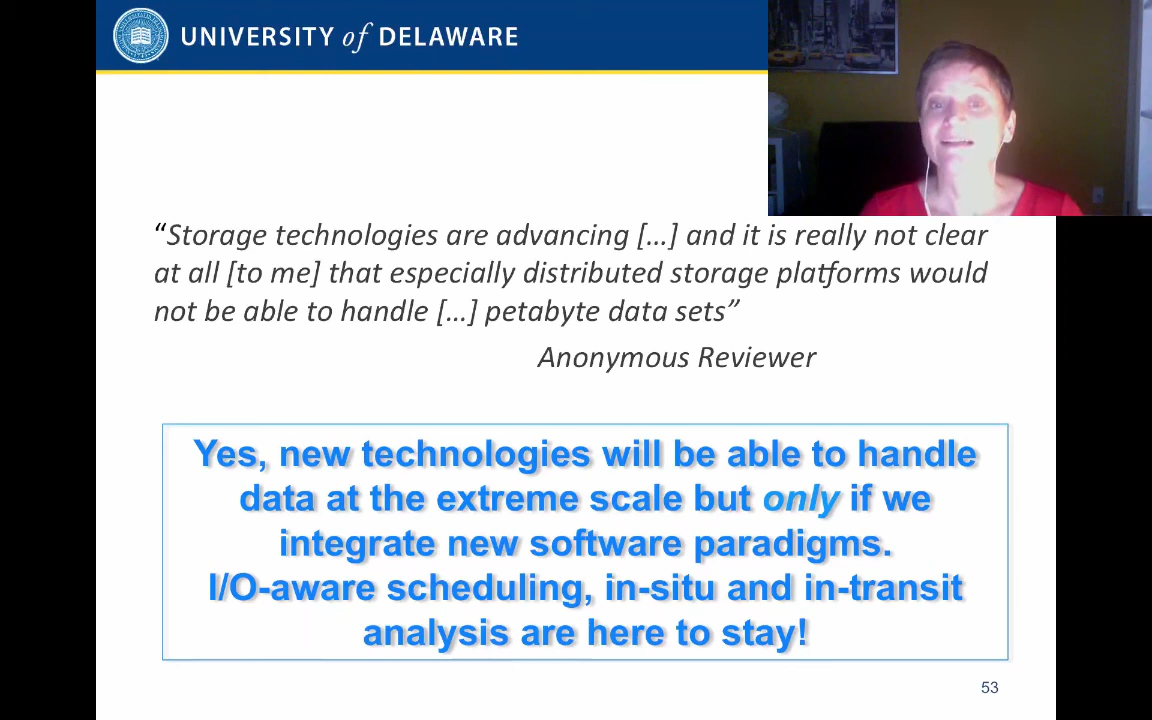 UNIVERSITY of DELAWARE
“Storage technologies are advancing […] and it is really not clear
at all [to me] that especially distributed storage platforms would
not be able to handle […] petabyte data sets”
Anonymous Reviewer
Yes, new technologies will be able to handle
data at the extreme scale but only if we
integrate new software paradigms.
I/O-aware scheduling, in-situ and in-transit
analysis are here to stay!
53